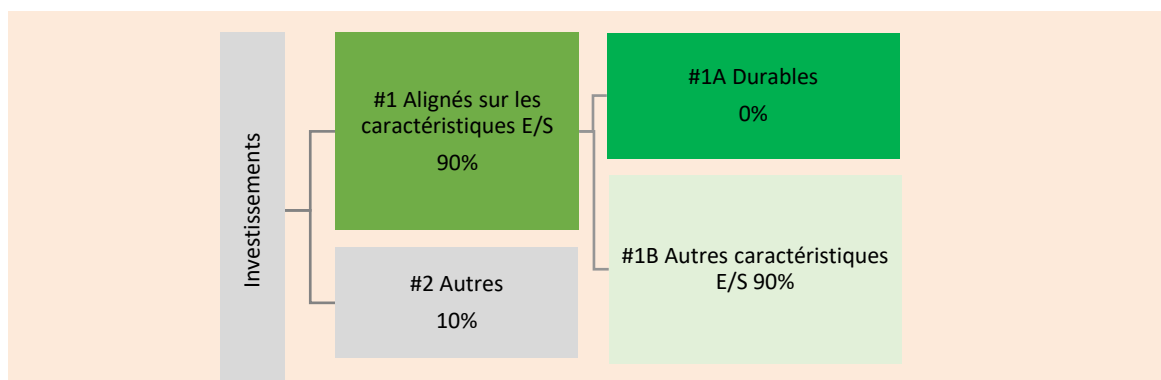 Investissements
#1 Alignés sur les
caractéristiques E/S
90%
#2 Autres
10%
#1A Durables
0%
#1B Autres caractéristiques
E/S 90%